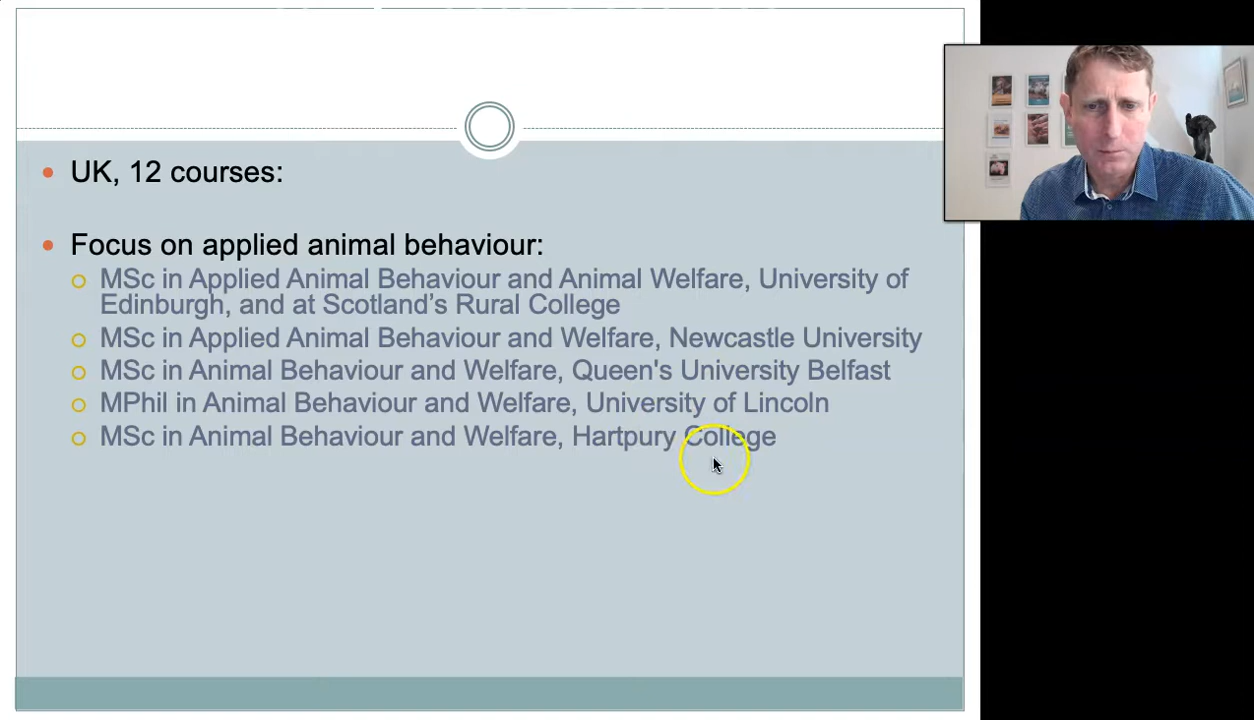 UK, 12 courses:
Focus on applied animal behaviour:
MSc in Applied Animal Behaviour and Animal Welfare, University of
Edinburgh, and at Scotland’s Rural College
MSc in Applied Animal Behaviour and Welfare, Newcastle University
MSc in Animal Behaviour and Welfare, Queen's University Belfast
MPhil in Animal Behaviour and Welfare, University of Lincoln
MSc in Animal Behaviour and Welfare, Hartpury College